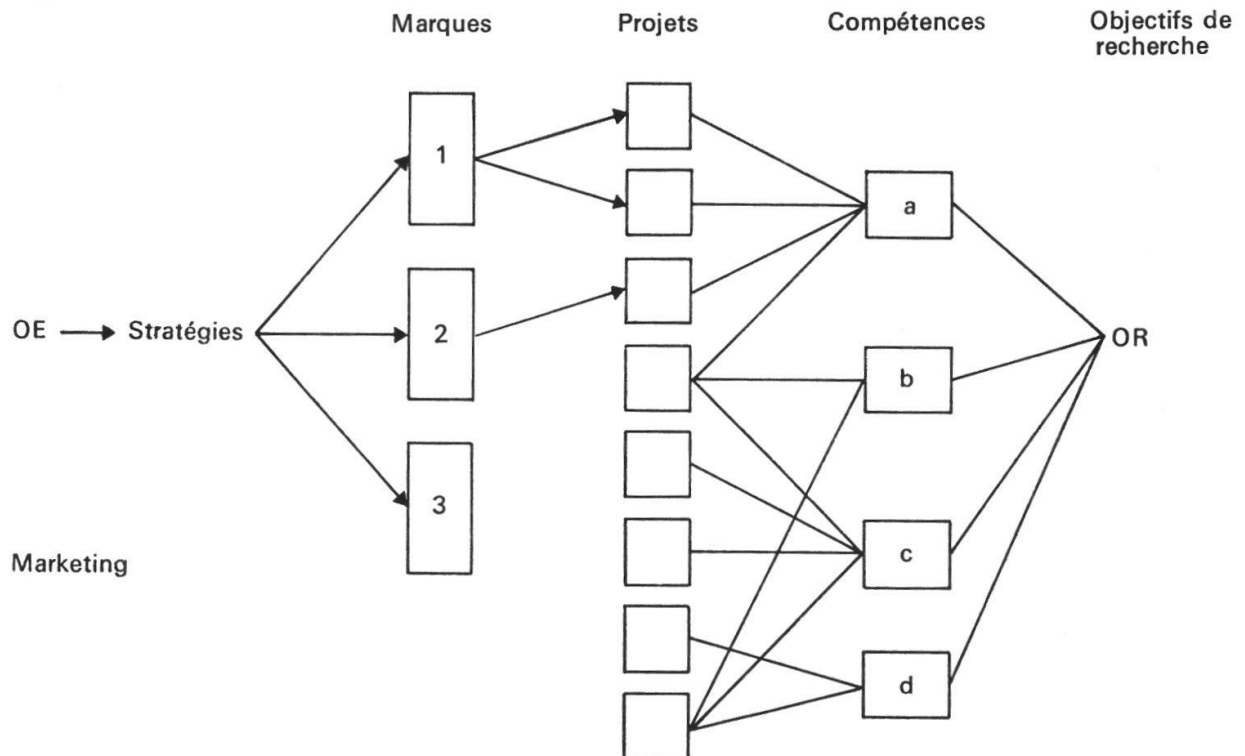 Marques
Projets
Compétences
Objectifs de
recherche
1
a
OE
Stratégies
2
OR
b
3
c
Marketing
d